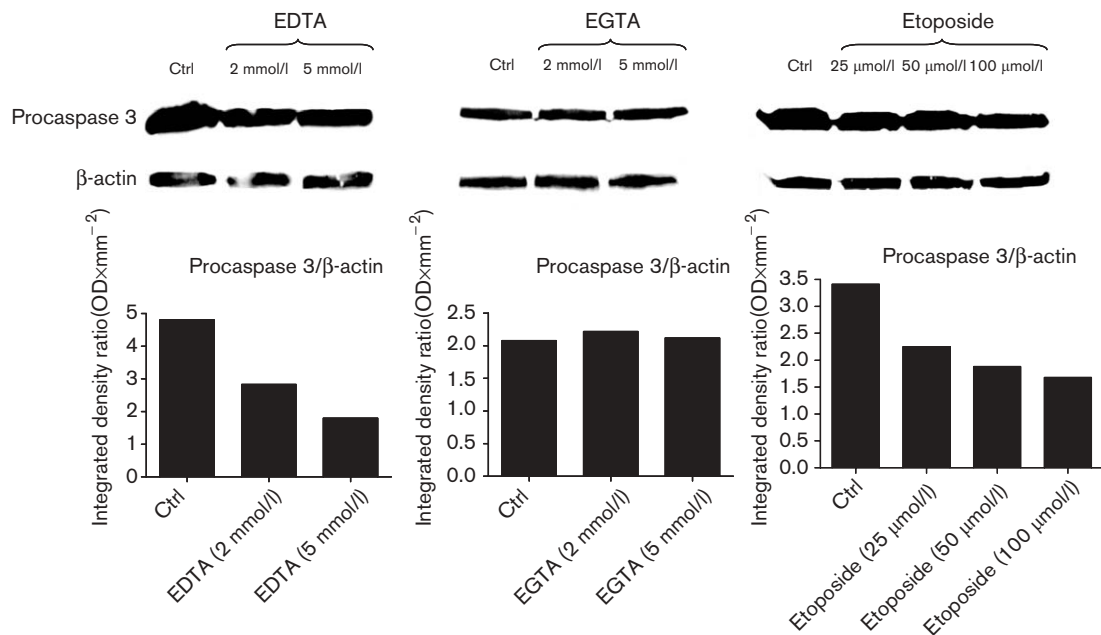 EDTA
EGTA
Etoposide
Ctrl 2 mmol/l 5 mmol/l
Ctrl 2 mmol/l 5 mmol/l
Ctrl 25 μmol/l 50 μmol/l 100 μmol/l
Procaspase 3
β-actin
Integrated density ratio(OD×mm−2)
Procaspase 3/β-actin
5
4
3
2
1
0
Ctrl
EDTA (2 mmol/l)
EDTA (5 mmol/l)
Integrated density ratio(OD×mm−2)
Procaspase 3/β-actin
2.5
2.0
1.5
1.0
0.5
0.0
Ctrl
EGTA (2 mmol/l)
EGTA (5 mmol/l)
Integrated density ratio(OD×mm−2)
Procaspase 3/β-actin
3.5
3.0
2.5
2.0
1.5
1.0
0.5
0.0
Ctrl
Etoposide (25 μmol/l)
Etoposide (50 μmol/l)
Etoposide (100 μmol/l)